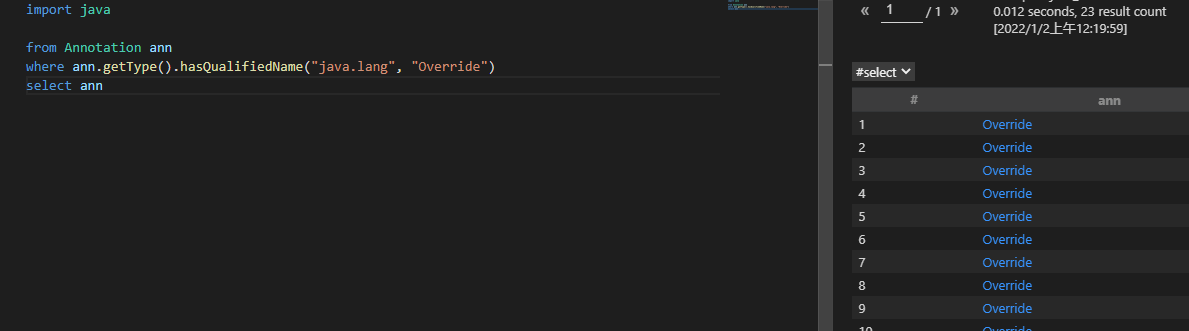 import java
from Annotation ann
where ann.getType().hasQualifiedName("java.lang", "Override")
select ann
« 1 / 1 »
0.012 seconds, 23 result count
[2022/1/2上午12:19:59]
#select
# ann
1 Override
2 Override
3 Override
4 Override
5 Override
6 Override
7 Override
8 Override
9 Override
10 Override